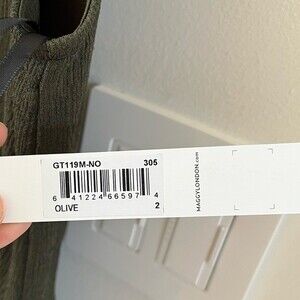 GT119M-NO 305
6 41224 66597 4
OLIVE 2
MAGGYLONDON.com